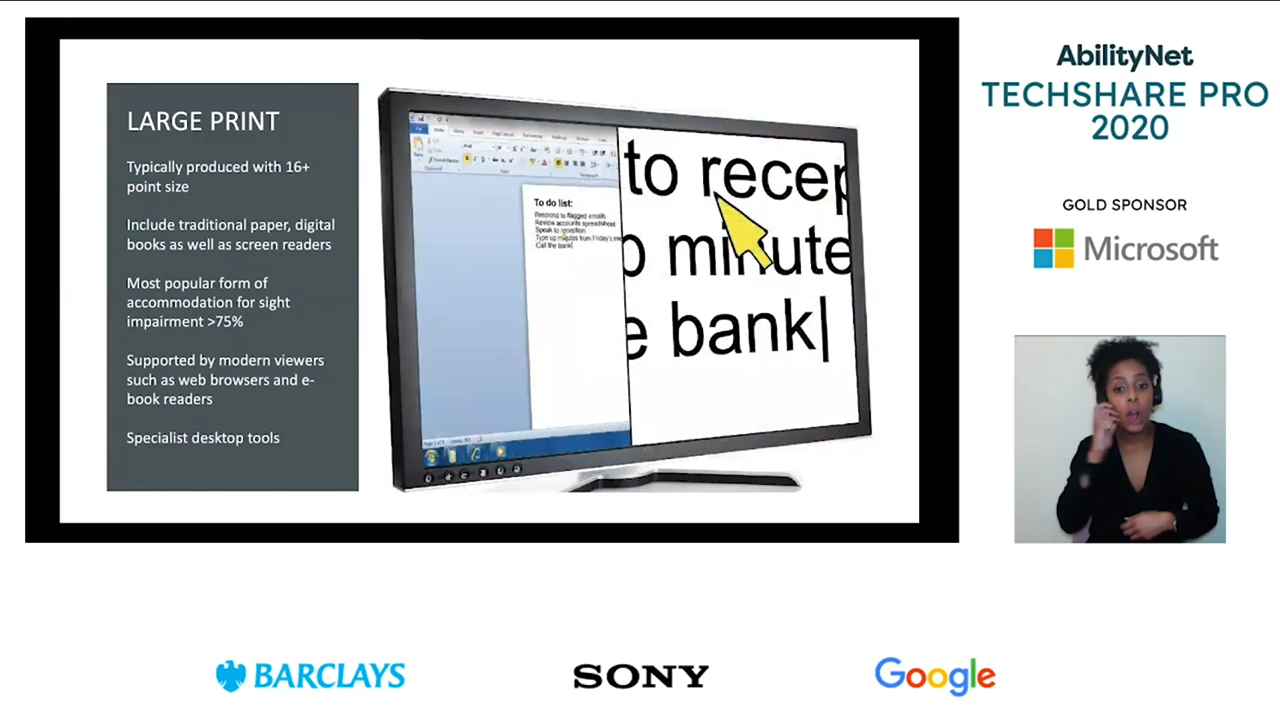 LARGE PRINT
Typically produced with 16+
point size
Include traditional paper, digital
books as well as screen readers
Most popular form of
accommodation for sight
impairment >75%
Supported by modern viewers
such as web browsers and e-
book readers
Specialist desktop tools
To do list:
Respond to flagged emails
Review accounts spreadsheet
Speak to reception
Type up minutes from Friday's me
Call the bank
to recep
p minute
e bank
AbilityNet
TECHSHARE PRO
2020
GOLD SPONSOR
Microsoft
BARCLAYS
SONY
Google